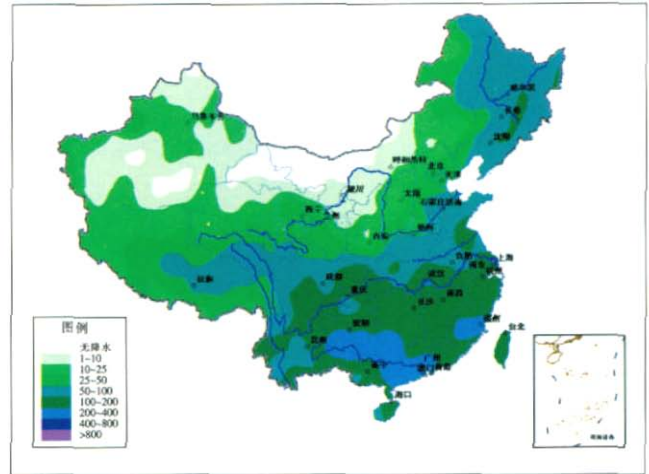 哈尔滨
长春
沈阳
乌鲁木齐
呼和浩特
北京
天津
银川
太原
石家庄
济南
西宁
兰州
西安
郑州
合肥
南京
上海
杭州
拉萨
成都
重庆
武汉
长沙
南昌
贵阳
福州
台北
昆明
广州
南宁
澳门
香港
海口
图例
无降水
1~10
10~25
25~50
50~100
100~200
200~400
400~800
>800
南海诸岛